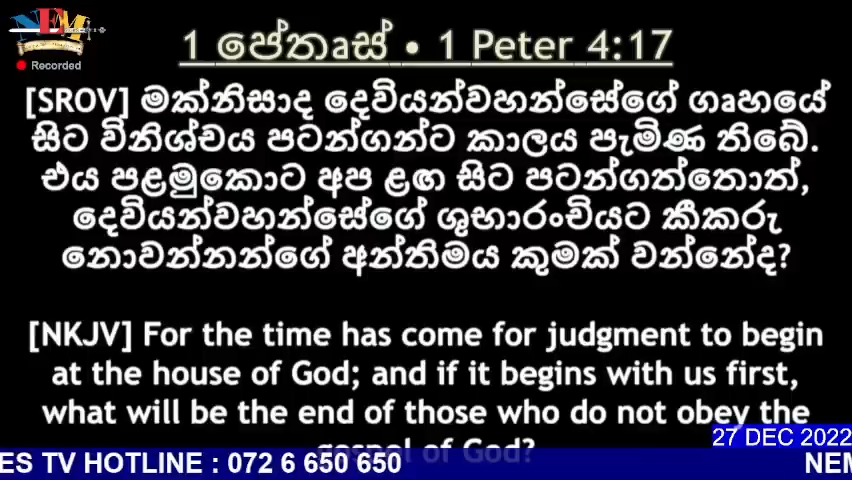 NEM
Recorded
1 පේතෘස් • 1 Peter 4:17
[SROV] මක්නිසාද දෙවියන්වහන්සේගේ ගෘහයේ
සිට විනිශ්චය පටන්ගන්ට කාලය පැමිණ තිබේ.
එය පළමුකොට අප ළඟ සිට පටන්ගත්තොත්,
දෙවියන්වහන්සේගේ ශුභාරංචියට කීකරු
නොවන්නන්ගේ අන්තිමය කුමක් වන්නේද?
[NKJV] For the time has come for judgment to begin
at the house of God; and if it begins with us first,
what will be the end of those who do not obey the
gospel of God?
27 DEC 2022
ES TV HOTLINE : 072 6 650 650
NEM